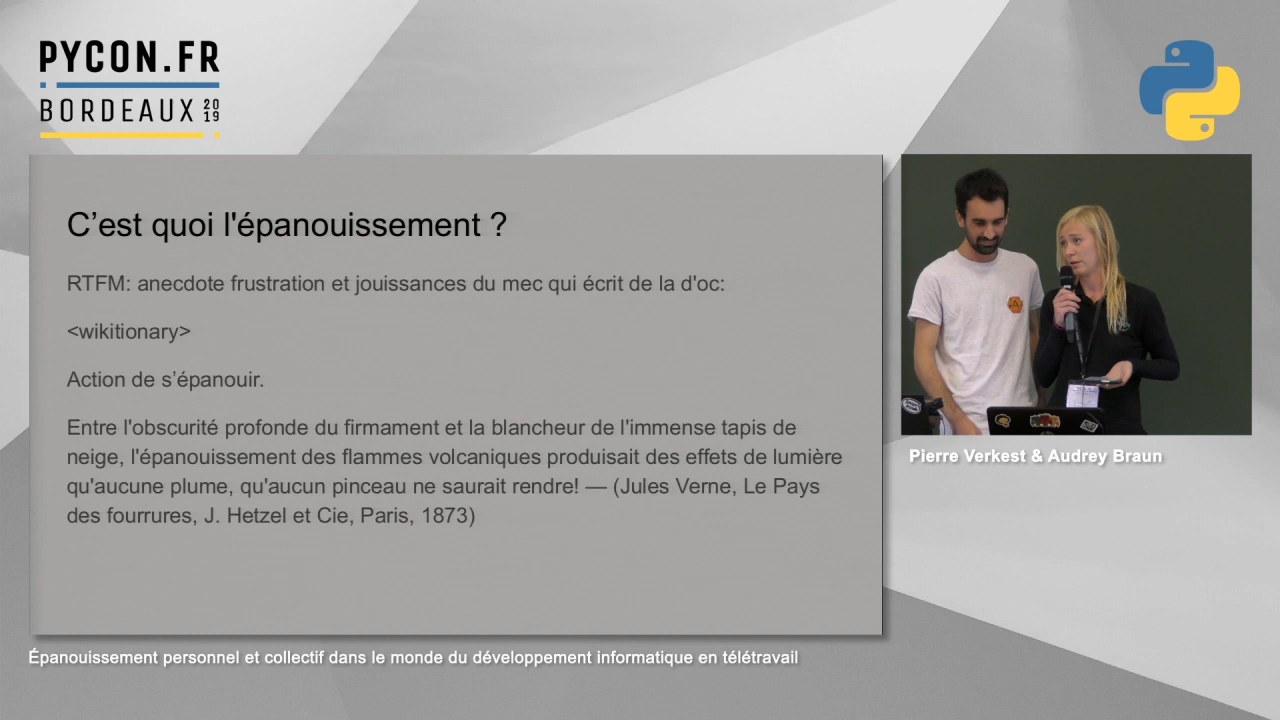 PYCON.FR
BORDEAUX 2019
C’est quoi l'épanouissement ?
RTFM: anecdote frustration et jouissances du mec qui écrit de la d'oc:
<wikitionary>
Action de s’épanouir.
Entre l'obscurité profonde du firmament et la blancheur de l'immense tapis de
neige, l'épanouissement des flammes volcaniques produisait des effets de lumière
qu'aucune plume, qu'aucun pinceau ne saurait rendre! — (Jules Verne, Le Pays
des fourrures, J. Hetzel et Cie, Paris, 1873)
Pierre Verkest & Audrey Braun
Épanouissement personnel et collectif dans le monde du développement informatique en télétravail